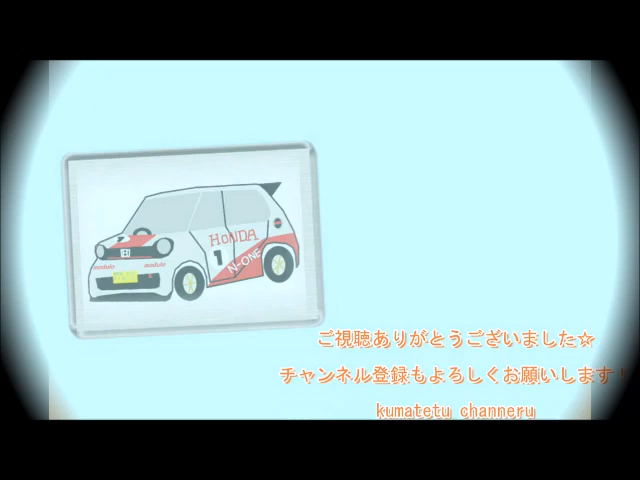 HONDA
1
N-ONE
modulo
modulo
ご視聴ありがとうございました☆
チャンネル登録もよろしくお願いします!
kumatetu channeru